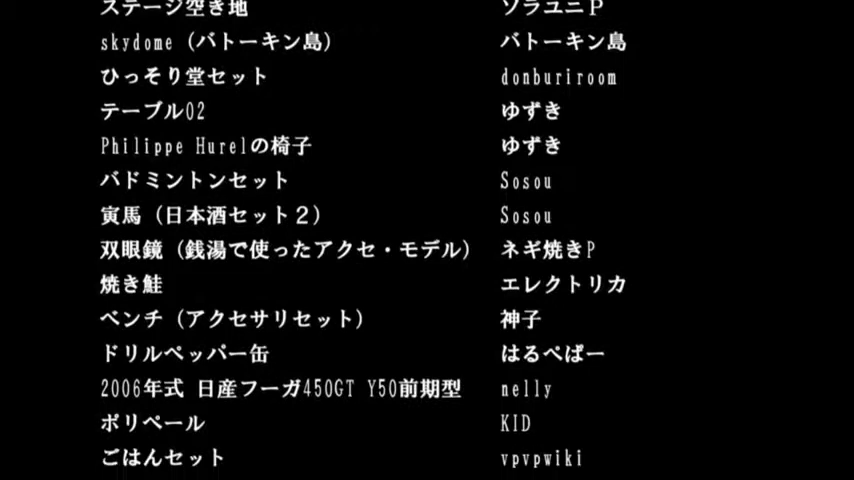 ステージ空き地 ソラユニP
skydome (バトーキン島) バトーキン島
ひっそり堂セット donburiroom
テーブル02 ゆずき
Philippe Hurelの椅子 ゆずき
バドミントンセット Sosou
寅馬 (日本酒セット２) Sosou
双眼鏡 (銭湯で使ったアクセ・モデル) ネギ焼きP
焼き鮭 エレクトリカ
ベンチ (アクセサリセット) 神子
ドリルペッパー缶 はるぺぱー
2006年式 日産フーガ450GT Y50前期型 nelly
ポリペール KID
ごはんセット vpvpwiki